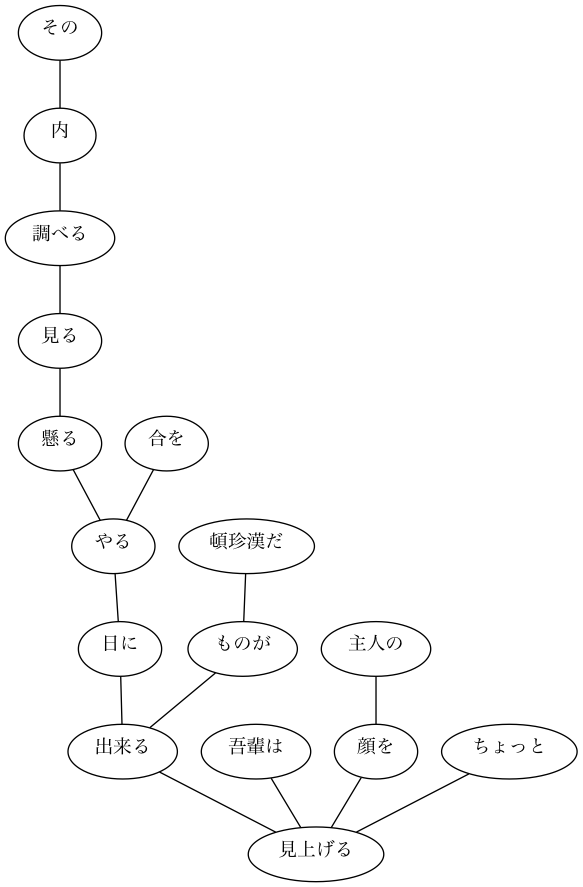 その
内
調べる
見る
懸る
合を
やる
頓珍漢だ
日に
ものが
主人の
出来る
吾輩は
顔を
ちょっと
見上げる